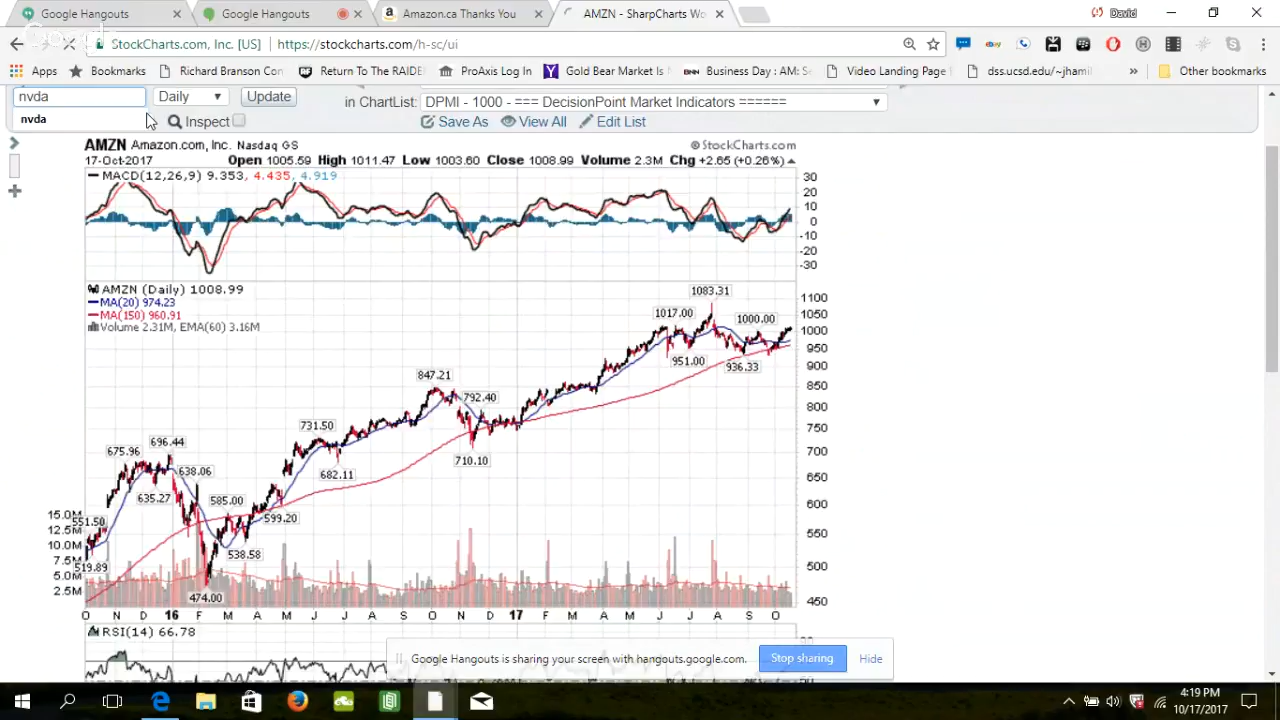 Google Hangouts
Google Hangouts
Amazon.ca Thank You
AMZN - SharpCharts Wo
David
StockCharts.com, Inc. [US]
https://stockcharts.com/h-sc/ui
Apps
Bookmarks
Richard Branson Con
Return To The RAIDE
ProAxis Log In
Gold Bear Market Is
Business Day : AM: Se
Video Landing Page
dss.ucsd.edu/~jhamil
»
Other bookmarks
nvda
Daily
Update
in ChartList:
DPMI - 1000 - === DecisionPoint Market Indicators ======
nvda
Inspect
Save As
View All
Edit List
AMZN Amazon.com, Inc. Nasdaq GS
© StockCharts.com
17-Oct-2017
Open 1005.59 High 1011.47 Low 1003.60 Close 1008.99 Volume 2.3M Chg +2.65 (+0.26%)
MACD(12,26,9) 9.353, 4.435, 4.919
30
20
10
0
-10
-20
-30
AMZN (Daily) 1008.99
MA(20) 974.23
MA(150) 960.91
Volume 2.31M, EMA(60) 3.16M
1083.31
1017.00
1000.00
951.00
936.33
847.21
792.40
731.50
710.10
682.11
696.44
675.96
638.06
635.27
585.00
599.20
551.50
538.58
519.89
474.00
1100
1050
1000
950
900
850
800
750
700
650
600
550
500
450
15.0M
12.5M
10.0M
7.5M
5.0M
2.5M
O N D 16 F M A M J J A S O N D 17 F M A M J J A S O
RSI(14) 66.78
Google Hangouts is sharing your screen with hangouts.google.com.
Stop sharing
Hide
4:19 PM
10/17/2017